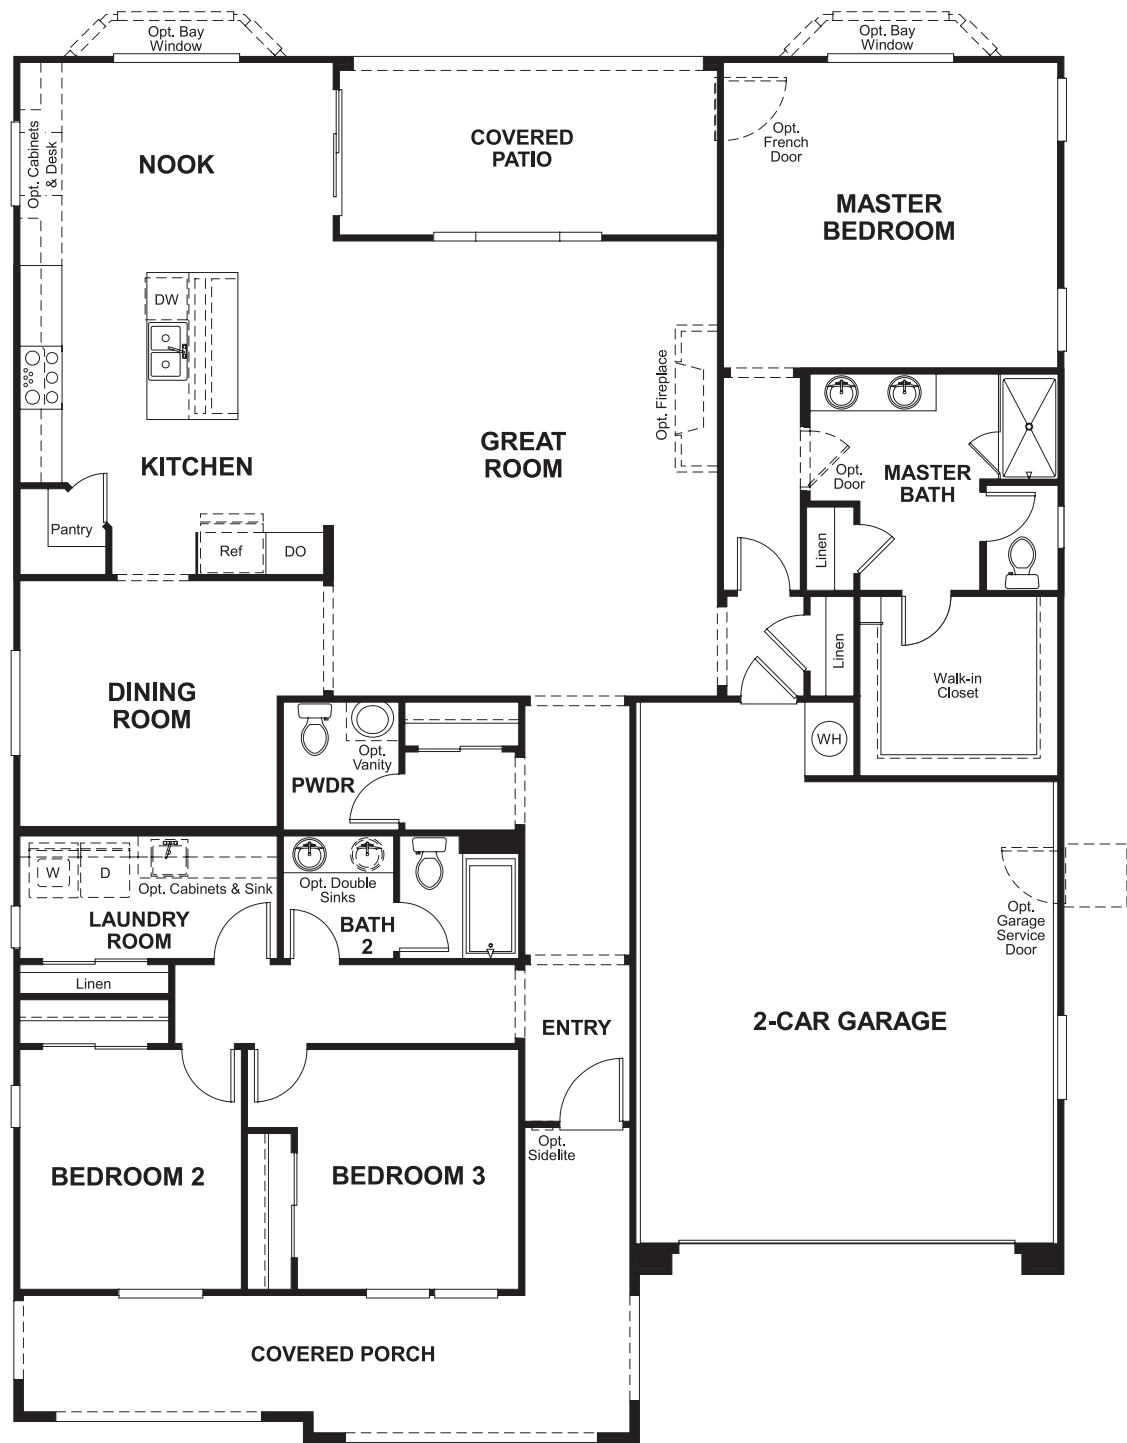 Opt. Bay
Window
Opt. Bay
Window
Opt. Cabinets
& Desk
NOOK
COVERED
PATIO
Opt.
French
Door
MASTER
BEDROOM
DW
Opt. Fireplace
GREAT
ROOM
KITCHEN
Opt.
Door
MASTER
BATH
Pantry
Ref
DO
Linen
Linen
Walk-in
Closet
DINING
ROOM
WH
Opt.
Vanity
PWDR
W
D
Opt. Cabinets & Sink
Opt. Double
Sinks
LAUNDRY
ROOM
BATH
2
Opt.
Garage
Service
Door
Linen
ENTRY
2-CAR GARAGE
Opt.
Sidelite
BEDROOM 2
BEDROOM 3
COVERED PORCH